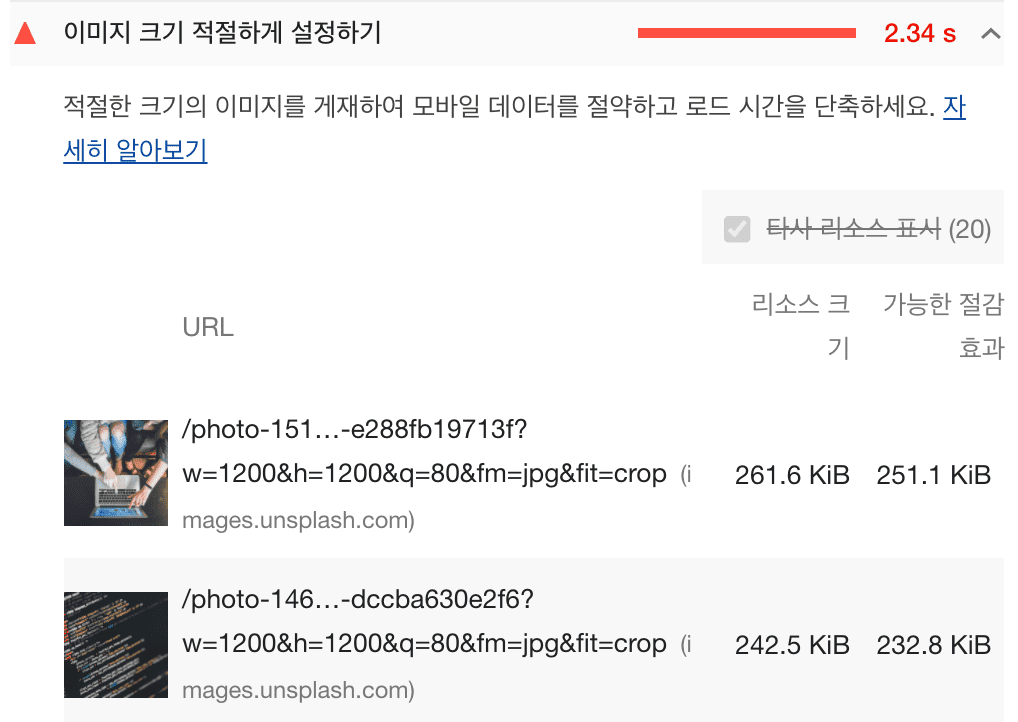 이미지 크기 적절하게 설정하기 2.34 s
적절한 크기의 이미지를 게재하여 모바일 데이터를 절약하고 로드 시간을 단축하세요. 자
세히 알아보기
타사 리소스 표시 (20)
URL
리소스 크
기
가능한 절감
효과
/photo-151…-e288fb19713f?
w=1200&h=1200&q=80&fm=jpg&fit=crop (i
mages.unsplash.com)
261.6 KiB 251.1 KiB
/photo-146…-dccba630e2f6?
w=1200&h=1200&q=80&fm=jpg&fit=crop (i
mages.unsplash.com)
242.5 KiB 232.8 KiB